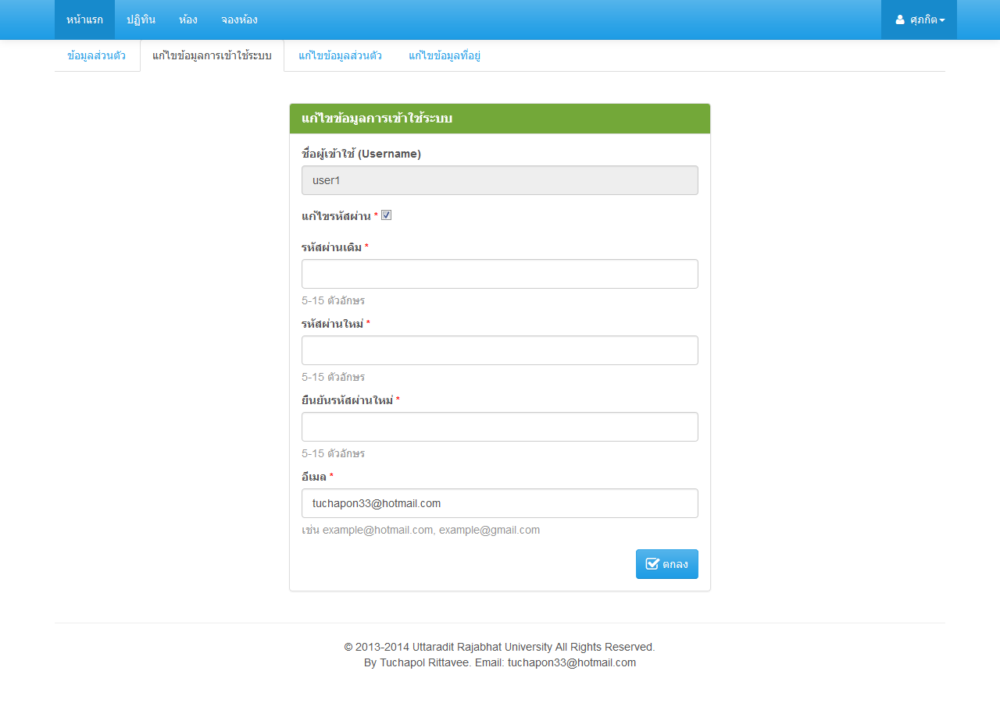 หน้าแรก ปฏิทิน ห้อง จองห้อง ศุภกิต
ข้อมูลส่วนตัว แก้ไขข้อมูลการเข้าใช้ระบบ แก้ไขข้อมูลส่วนตัว แก้ไขข้อมูลที่อยู่
แก้ไขข้อมูลการเข้าใช้ระบบ
ชื่อผู้เข้าใช้ (Username)
user1
แก้ไขรหัสผ่าน *
รหัสผ่านเดิม *
5-15 ตัวอักษร
รหัสผ่านใหม่ *
5-15 ตัวอักษร
ยืนยันรหัสผ่านใหม่ *
5-15 ตัวอักษร
อีเมล *
tuchapon33@hotmail.com
เช่น example@hotmail.com, example@gmail.com
ตกลง
© 2013-2014 Uttaradit Rajabhat University All Rights Reserved.
By Tuchapol Rittavee. Email: tuchapon33@hotmail.com